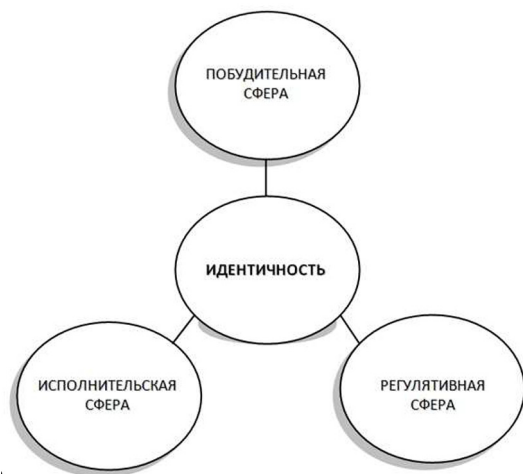 ПОБУДИТЕЛЬНАЯ
СФЕРА
ИДЕНТИЧНОСТЬ
ИСПОЛНИТЕЛЬСКАЯ
СФЕРА
РЕГУЛЯТИВНАЯ
СФЕРА